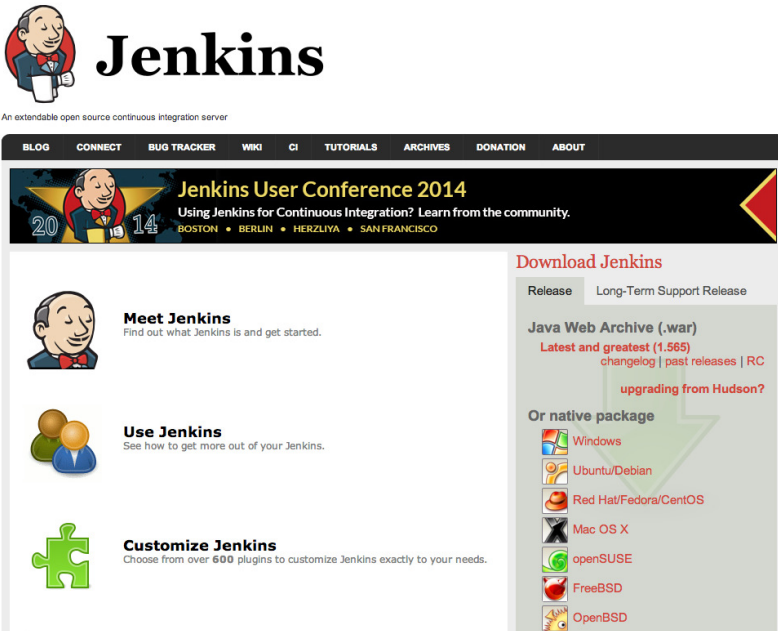 Jenkins
An extendable open source continuous integration server
BLOG CONNECT BUG TRACKER WIKI CI TUTORIALS ARCHIVES DONATION ABOUT
2014
Jenkins User Conference 2014
Using Jenkins for Continuous Integration? Learn from the community.
BOSTON • BERLIN • HERZLIYA • SAN FRANCISCO
Meet Jenkins
Find out what Jenkins is and get started.
Use Jenkins
See how to get more out of your Jenkins.
Customize Jenkins
Choose from over 600 plugins to customize Jenkins exactly to your needs.
Download Jenkins
Release Long-Term Support Release
Java Web Archive (.war)
Latest and greatest (1.565)
changelog | past releases | RC
upgrading from Hudson?
Or native package
Windows
Ubuntu/Debian
Red Hat/Fedora/CentOS
Mac OS X
openSUSE
FreeBSD
OpenBSD